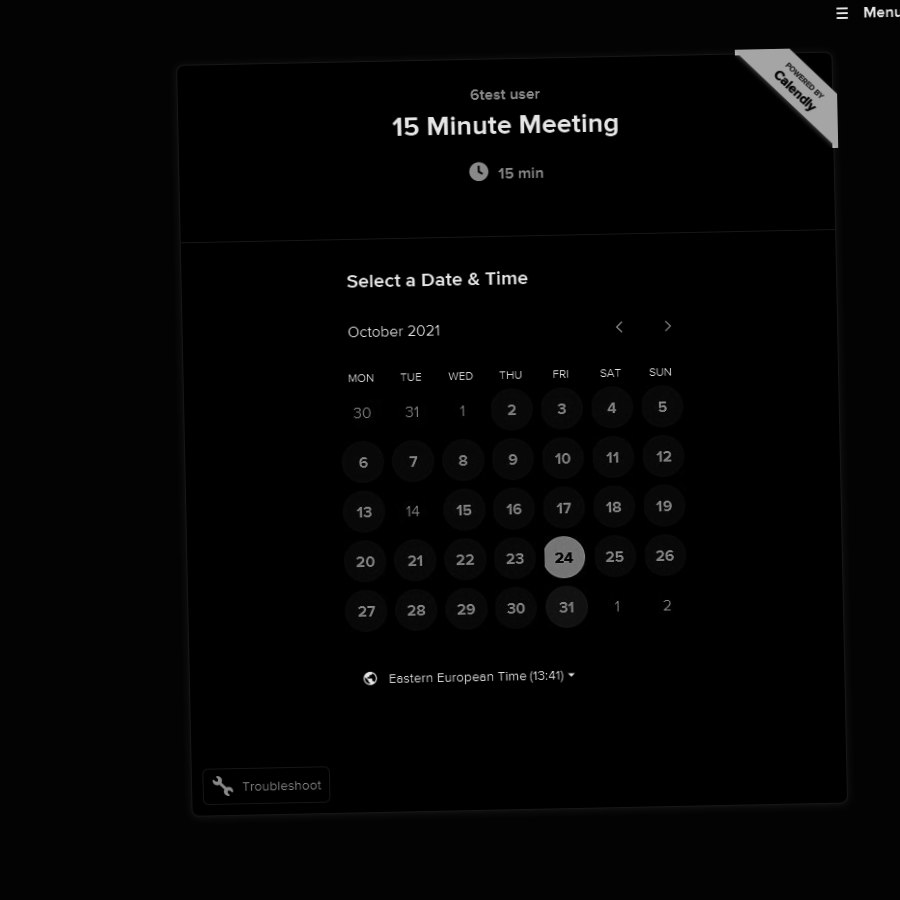 ☰ Menu
POWERED BY
Calendly
6test user
15 Minute Meeting
15 min
Select a Date & Time
October 2021
MON TUE WED THU FRI SAT SUN
30 31 1 2 3 4 5
6 7 8 9 10 11 12
13 14 15 16 17 18 19
20 21 22 23 24 25 26
27 28 29 30 31 1 2
Eastern European Time (13:41)
Troubleshoot